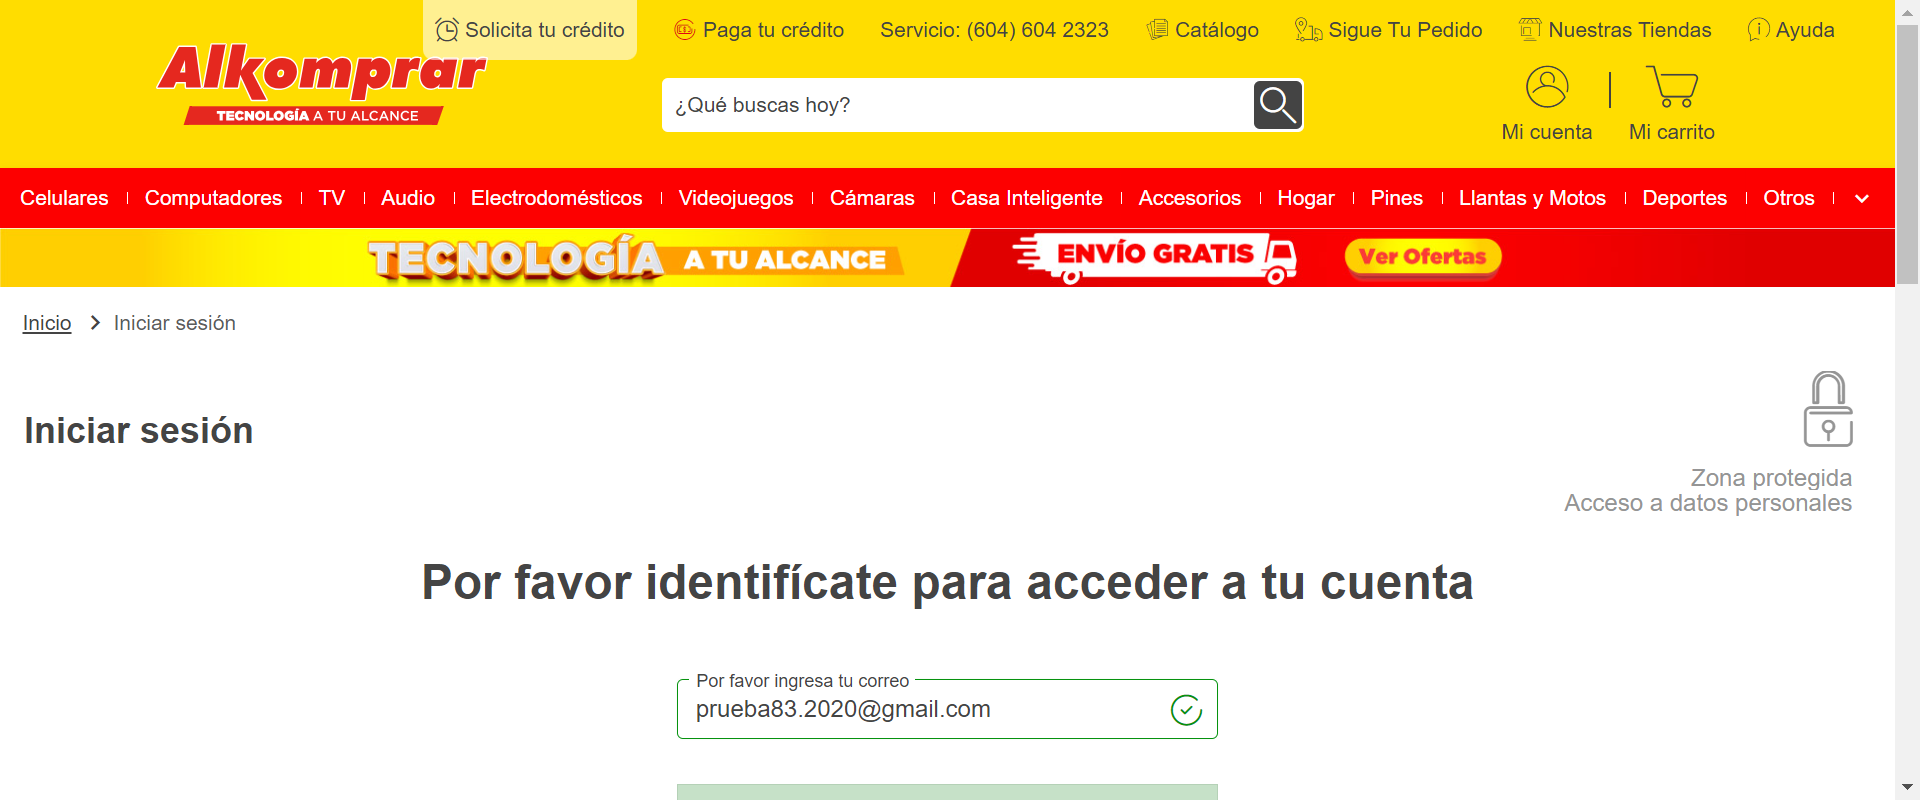 Solicita tu crédito
Paga tu crédito
Servicio: (604) 604 2323
Catálogo
Sigue Tu Pedido
Nuestras Tiendas
Ayuda
Alkomprar
TECNOLOGÍA A TU ALCANCE
¿Qué buscas hoy?
Mi cuenta
Mi carrito
Celulares
Computadores
TV
Audio
Electrodomésticos
Videojuegos
Cámaras
Casa Inteligente
Accesorios
Hogar
Pines
Llantas y Motos
Deportes
Otros
TECNOLOGÍA A TU ALCANCE
ENVÍO GRATIS
Ver Ofertas
Inicio
Iniciar sesión
Iniciar sesión
Zona protegida
Acceso a datos personales
Por favor identifícate para acceder a tu cuenta
Por favor ingresa tu correo
prueba83.2020@gmail.com